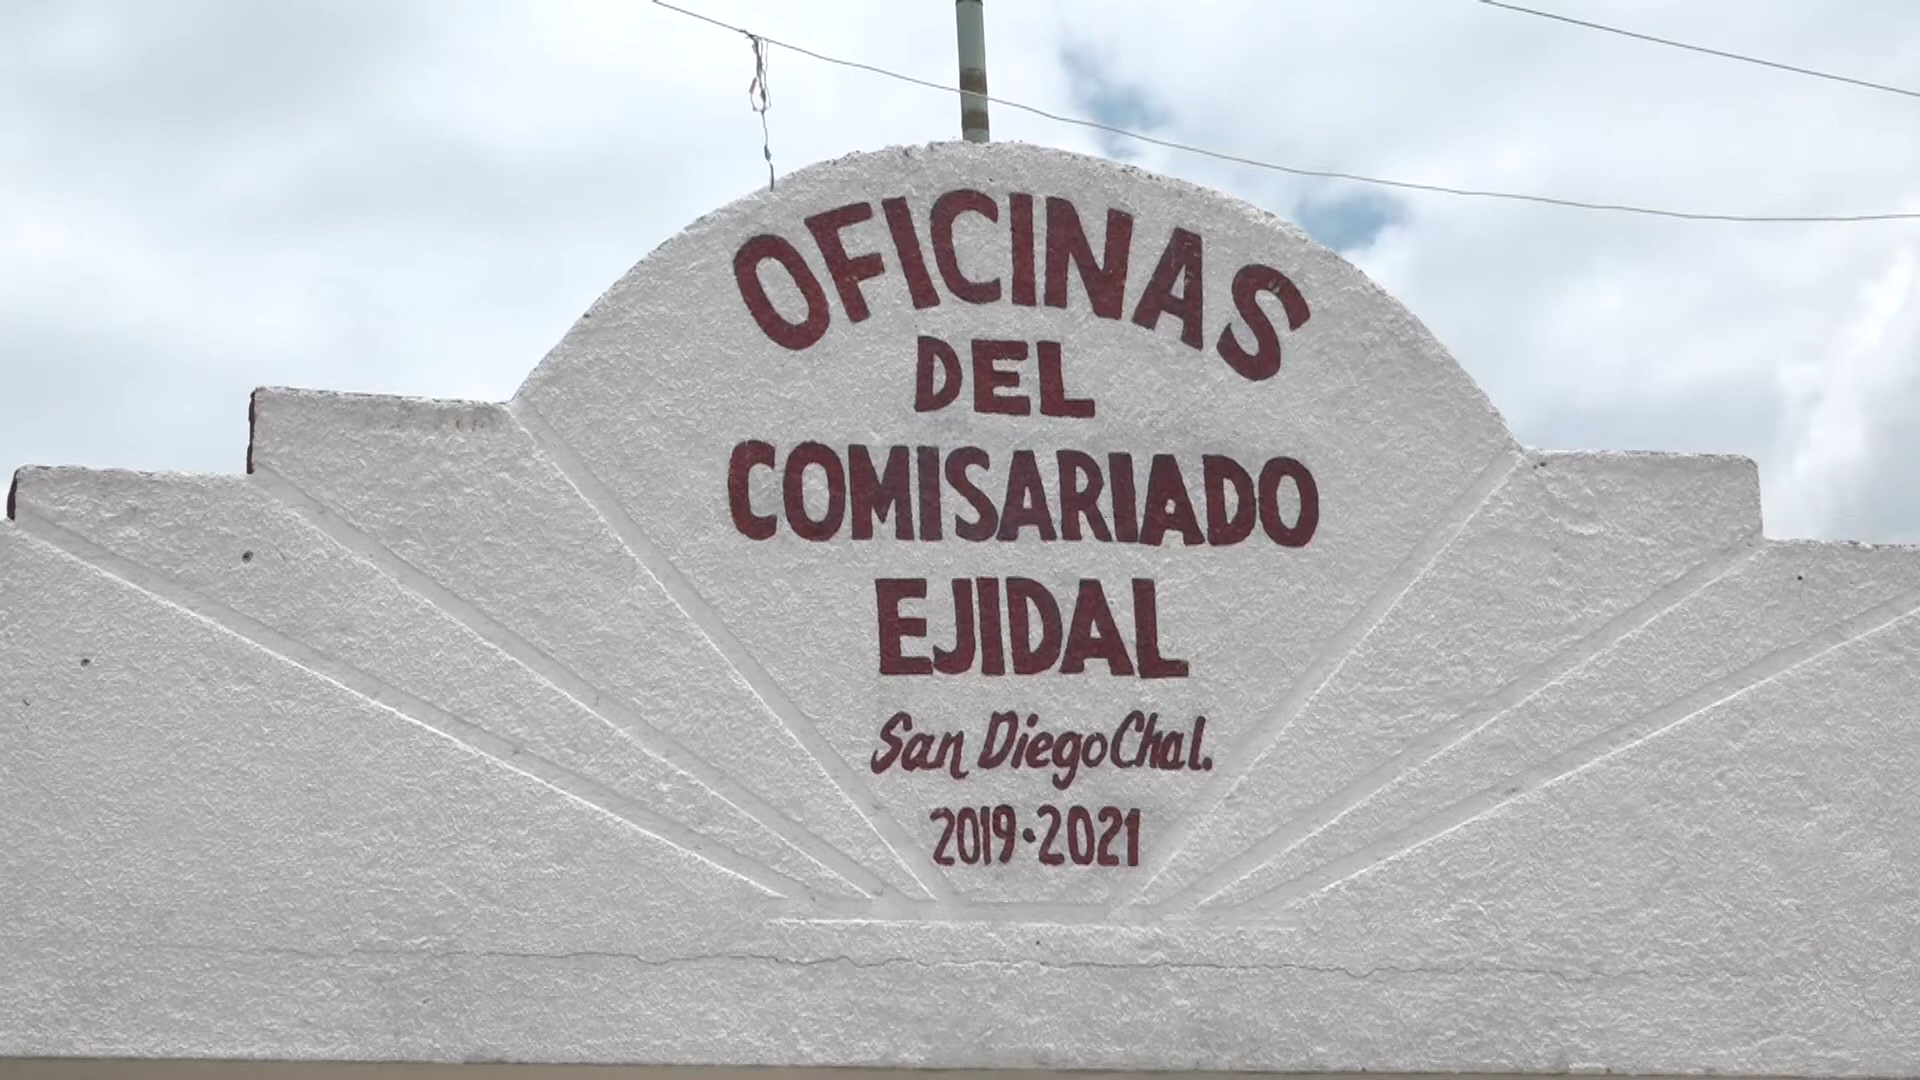 OFICINAS
DEL
COMISARIADO
EJIDAL
San Diego Chal.
2019·2021